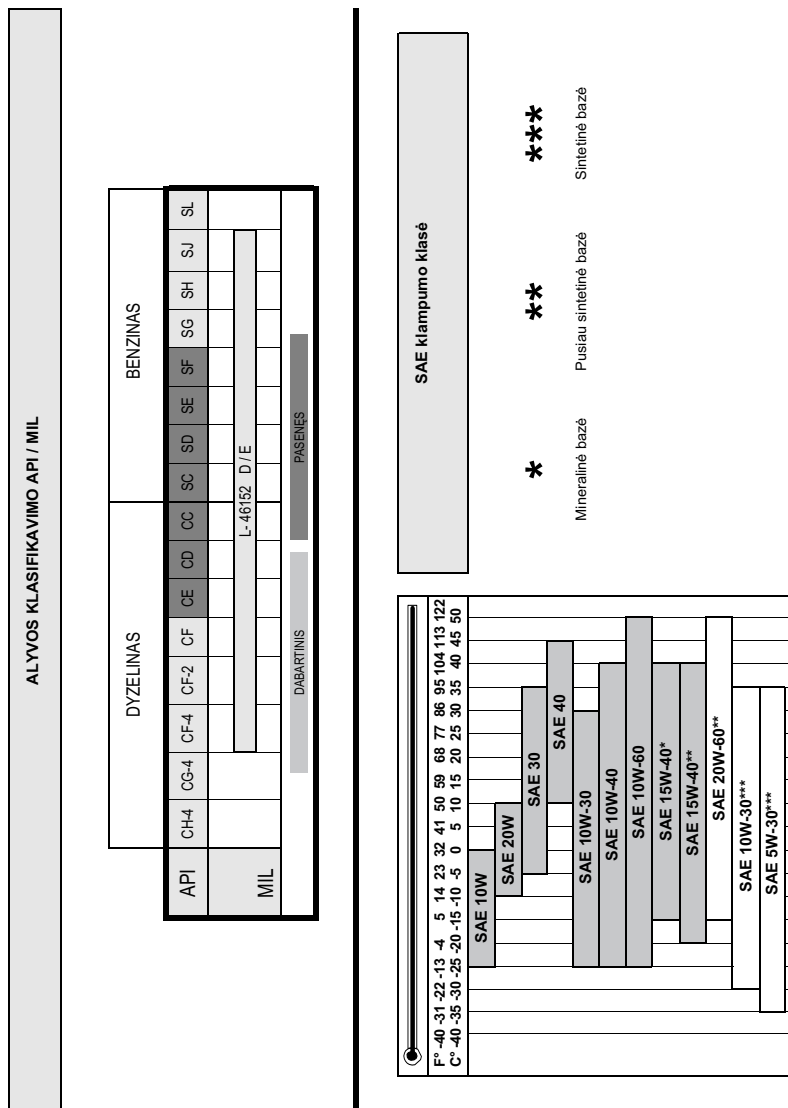 ALYVOS KLASIFIKAVIMO API / MIL
DYZELINAS BENZINAS
API CH-4 CG-4 CF-4 CF-2 CF CE CD CC SC SD SE SF SG SH SJ SL
MIL L- 46152 D / E
DABARTINIS PASENĘS
SAE klampumo klasė
* ** ***
Mineralinė bazė Pusiau sintetinė bazė Sintetinė bazė
F° -40 -31 -22 -13 -4 5 14 23 32 41 50 59 68 77 86 95 104 113 122
C° -40 -35 -30 -25 -20 -15 -10 -5 0 5 10 15 20 25 30 35 40 45 50
SAE 10W
SAE 20W
SAE 30
SAE 40
SAE 10W-30
SAE 10W-40
SAE 10W-60
SAE 15W-40*
SAE 15W-40**
SAE 20W-60**
SAE 10W-30***
SAE 5W-30***